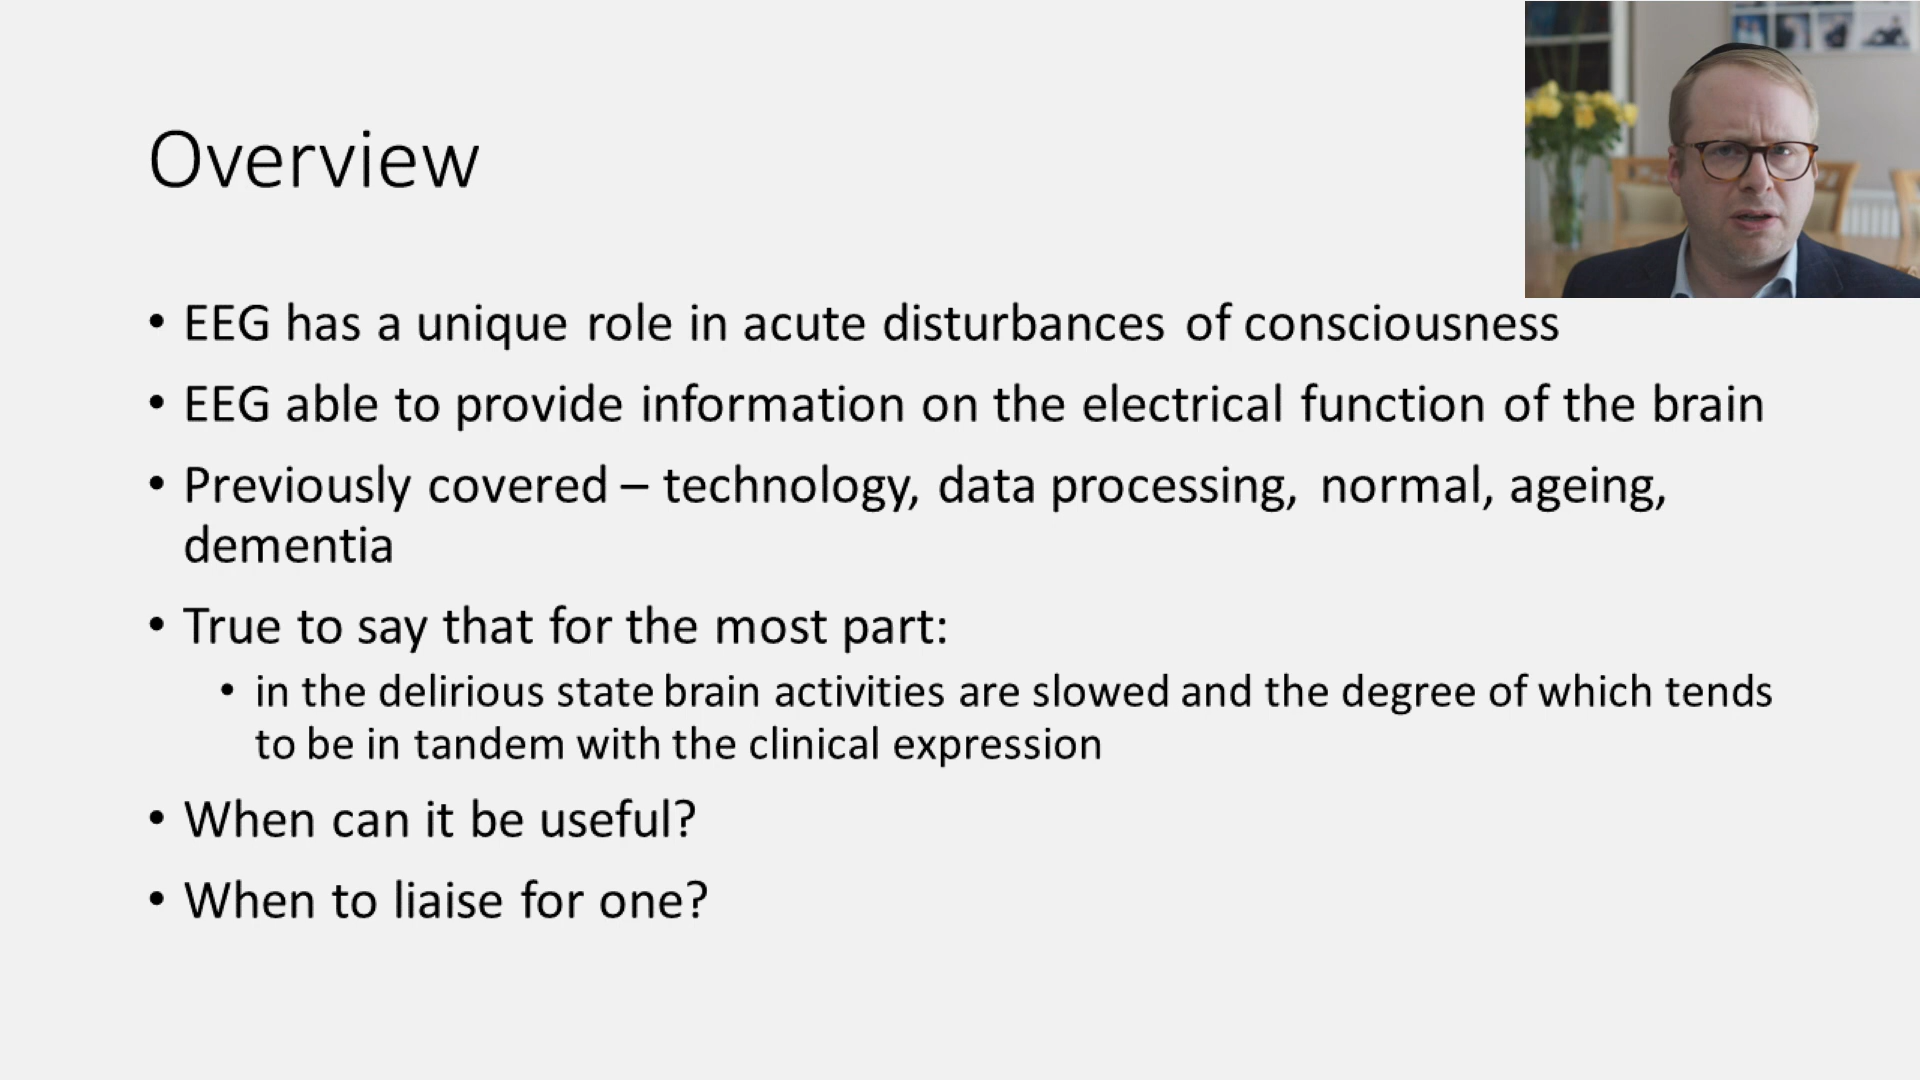 Overview
• EEG has a unique role in acute disturbances of consciousness
• EEG able to provide information on the electrical function of the brain
• Previously covered – technology, data processing, normal, ageing,
dementia
• True to say that for the most part:
• in the delirious state brain activities are slowed and the degree of which tends
to be in tandem with the clinical expression
• When can it be useful?
• When to liaise for one?